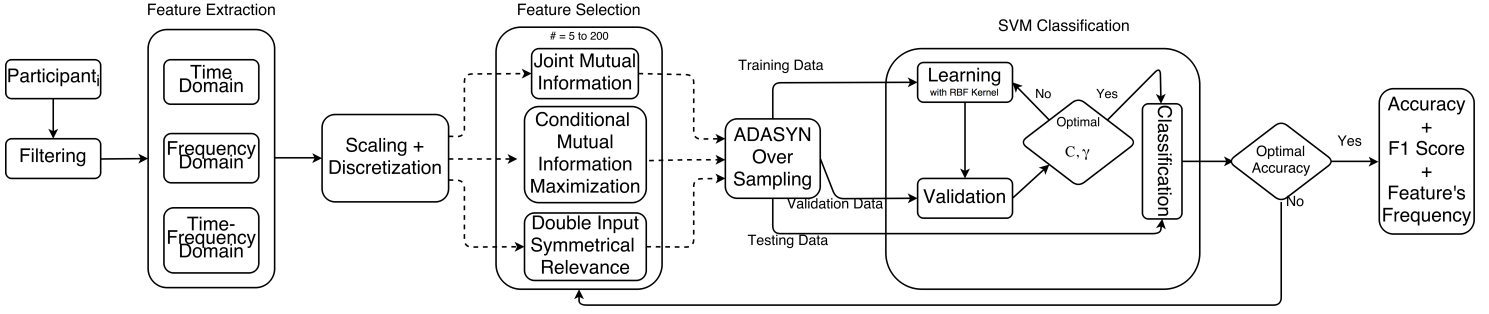 Feature Extraction
Feature Selection
SVM Classification
Participant_i
Filtering
Time
Domain
Frequency
Domain
Time-
Frequency
Domain
Scaling +
Discretization
# = 5 to 200
Joint Mutual
Information
Conditional
Mutual
Information
Maximization
Double Input
Symmetrical
Relevance
ADASYN
Over
Sampling
Training Data
Validation Data
Testing Data
Learning
with RBF Kernel
Validation
No
Yes
Optimal
C, γ
Classification
Optimal
Accuracy
Yes
No
Accuracy
+
F1 Score
+
Feature's
Frequency